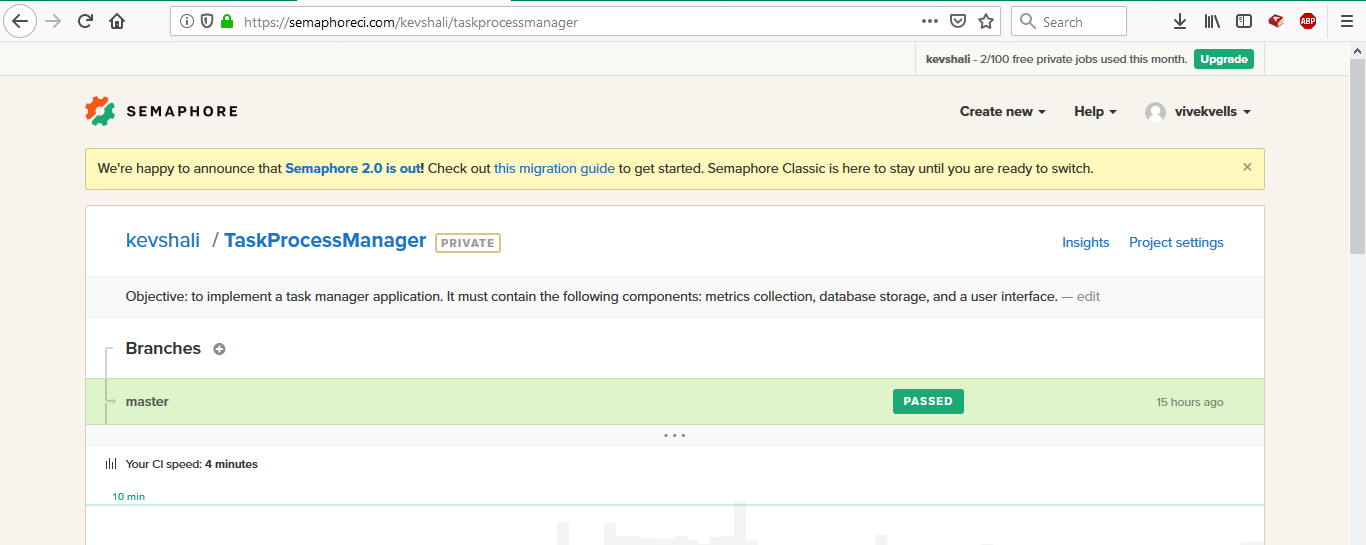 https://semaphoreci.com/kevshali/taskprocessmanager
Search
ABP
kevshali - 2/100 free private jobs used this month. Upgrade
SEMAPHORE
Create new Help vivekvells
We're happy to announce that Semaphore 2.0 is out! Check out this migration guide to get started. Semaphore Classic is here to stay until you are ready to switch. ×
kevshali / TaskProcessManager PRIVATE
Insights Project settings
Objective: to implement a task manager application. It must contain the following components: metrics collection, database storage, and a user interface. — edit
Branches
master PASSED 15 hours ago
Your CI speed: 4 minutes
10 min